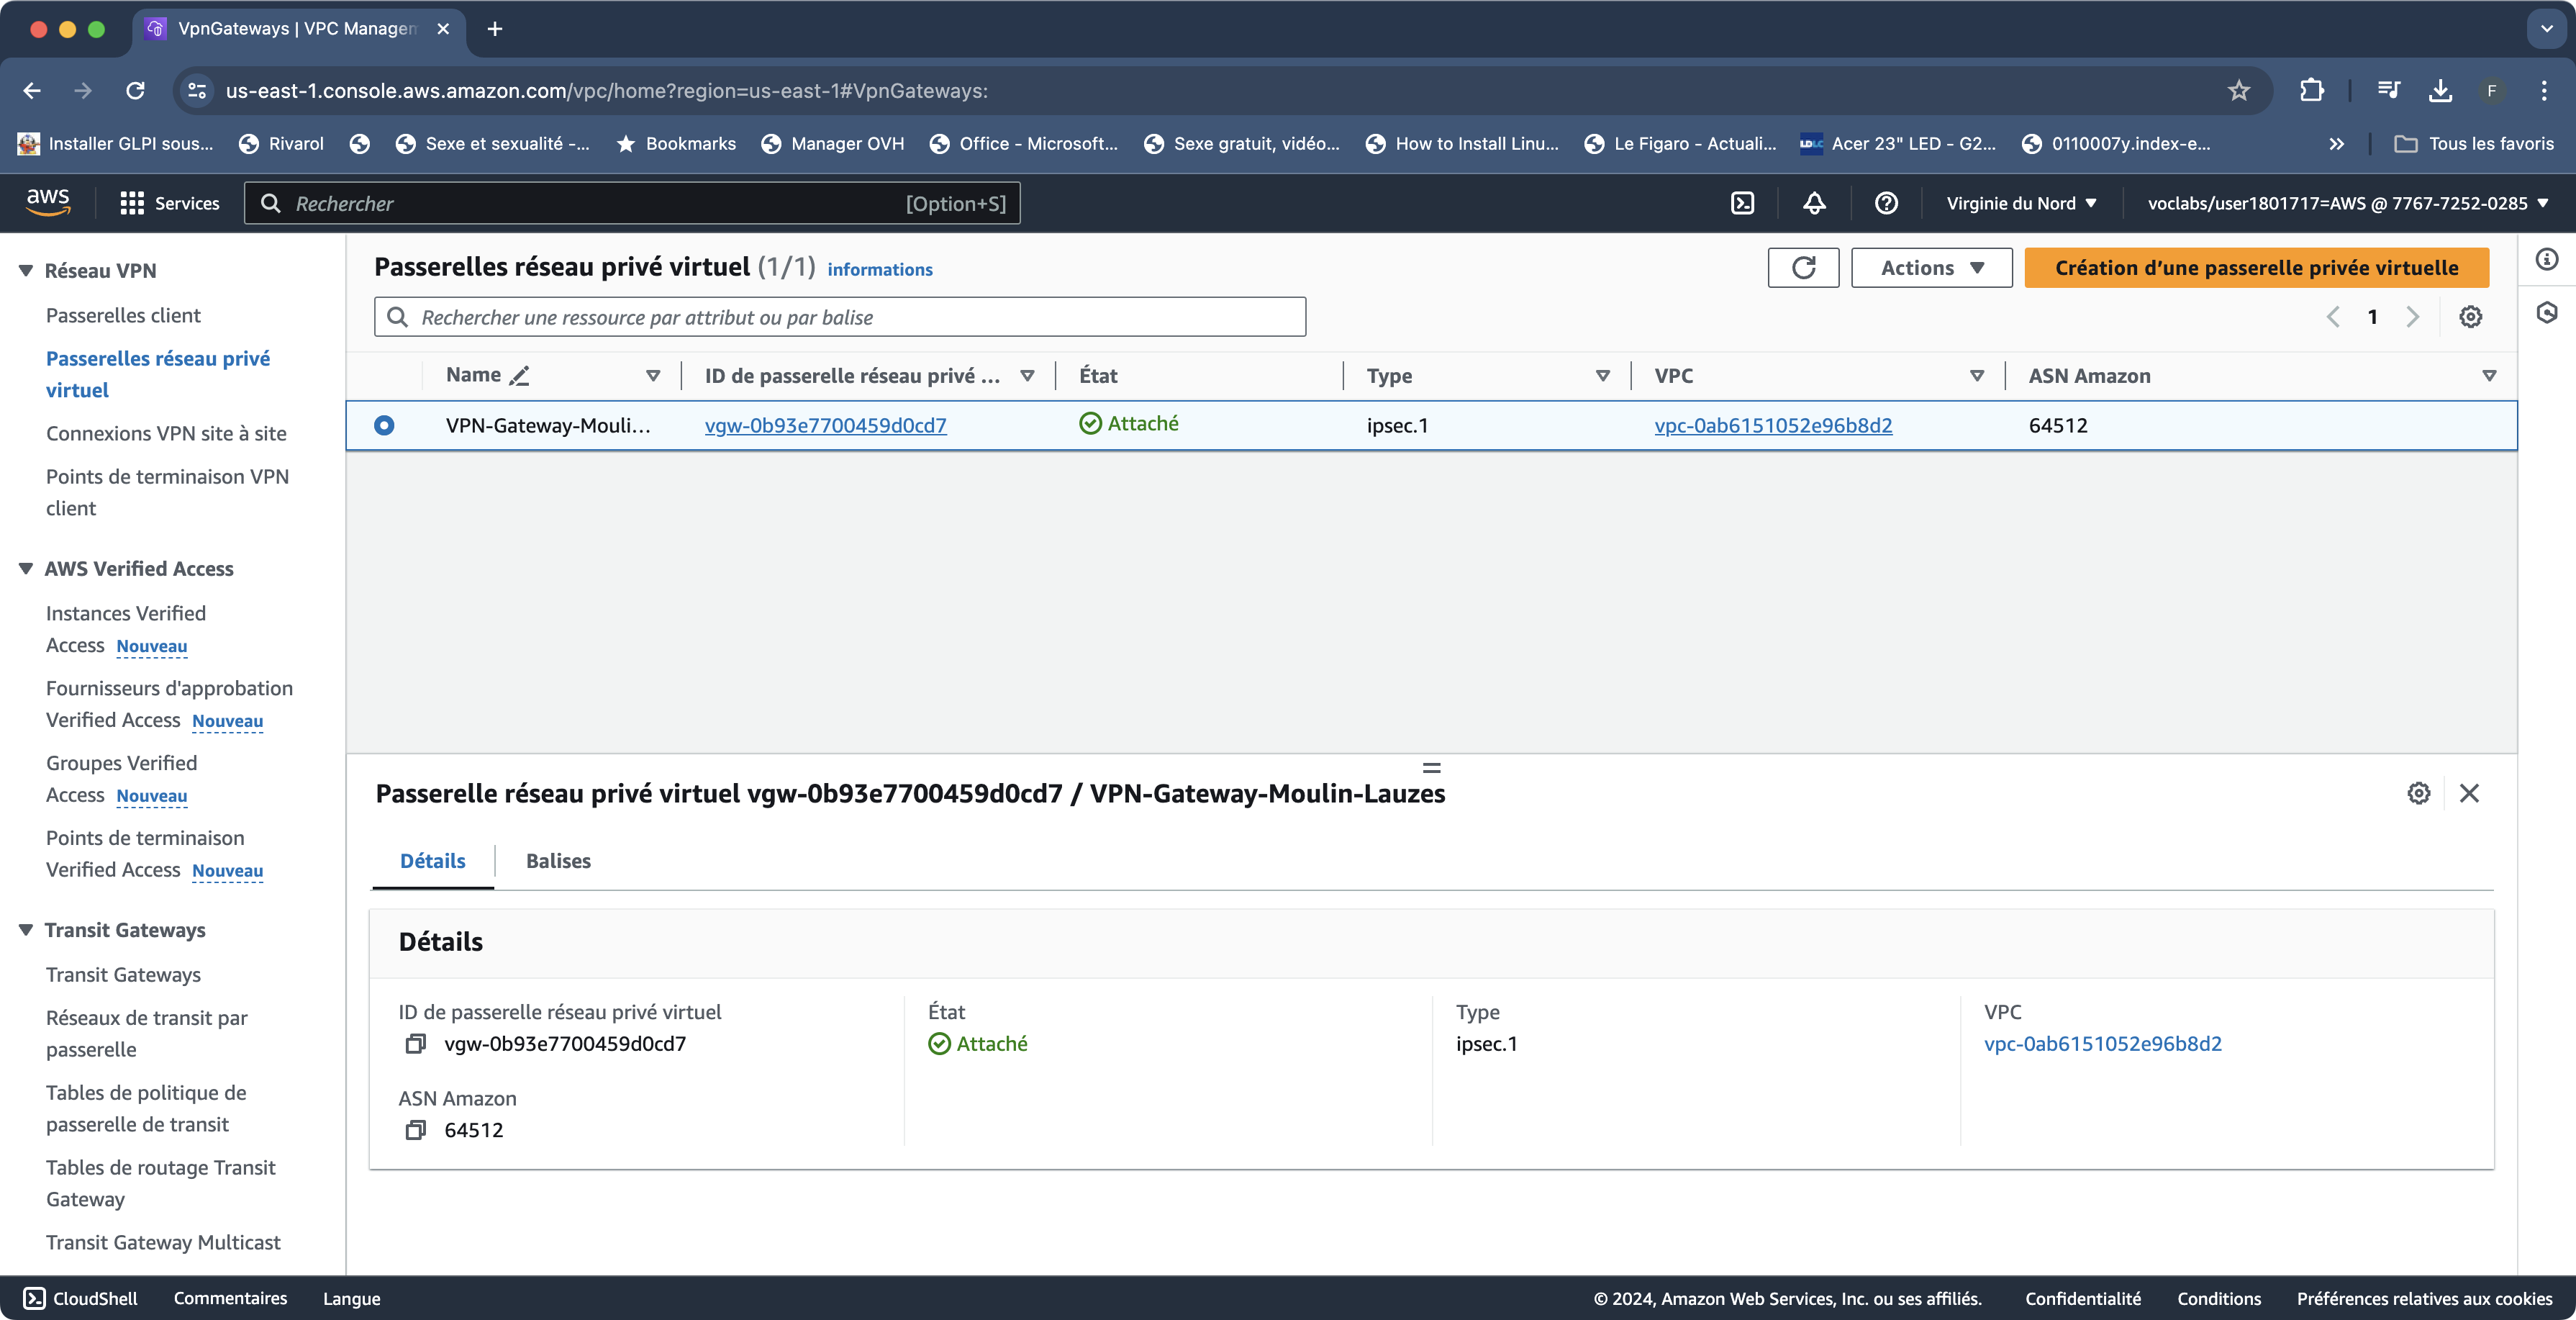 VpnGateways | VPC Managem
us-east-1.console.aws.amazon.com/vpc/home?region=us-east-1#VpnGateways:
F
Installer GLPI sous...
Rivarol
Sexe et sexualité -...
Bookmarks
Manager OVH
Office - Microsoft...
Sexe gratuit, vidéo...
How to Install Linu...
Le Figaro - Actuali...
LDLC
Acer 23" LED - G2...
0110007y.index-e...
Tous les favoris
aws
Services
Rechercher
[Option+S]
Virginie du Nord
voclabs/user1801717=AWS @ 7767-7252-0285
Réseau VPN
Passerelles client
Passerelles réseau privé
virtuel
Connexions VPN site à site
Points de terminaison VPN
client
AWS Verified Access
Instances Verified
Access Nouveau
Fournisseurs d'approbation
Verified Access Nouveau
Groupes Verified
Access Nouveau
Points de terminaison
Verified Access Nouveau
Transit Gateways
Transit Gateways
Réseaux de transit par
passerelle
Tables de politique de
passerelle de transit
Tables de routage Transit
Gateway
Transit Gateway Multicast
Passerelles réseau privé virtuel (1/1) informations
Actions
Création d’une passerelle privée virtuelle
Rechercher une ressource par attribut ou par balise
1
Name
ID de passerelle réseau privé ...
État
Type
VPC
ASN Amazon
VPN-Gateway-Mouli...
vgw-0b93e7700459d0cd7
Attaché
ipsec.1
vpc-0ab6151052e96b8d2
64512
Passerelle réseau privé virtuel vgw-0b93e7700459d0cd7 / VPN-Gateway-Moulin-Lauzes
Détails
Balises
Détails
ID de passerelle réseau privé virtuel
vgw-0b93e7700459d0cd7
État
Attaché
Type
ipsec.1
VPC
vpc-0ab6151052e96b8d2
ASN Amazon
64512
CloudShell
Commentaires
Langue
© 2024, Amazon Web Services, Inc. ou ses affiliés.
Confidentialité
Conditions
Préférences relatives aux cookies